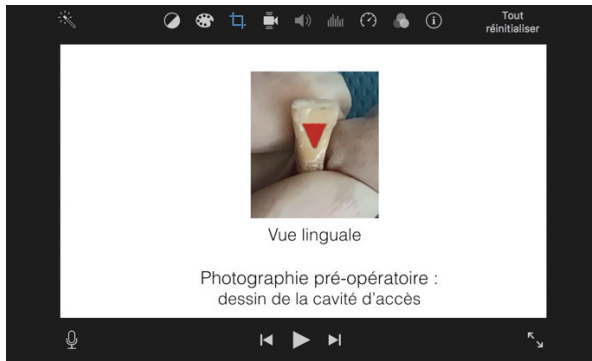 Tout
réinitialiser
Vue linguale
Photographie pré-opératoire :
dessin de la cavité d'accès